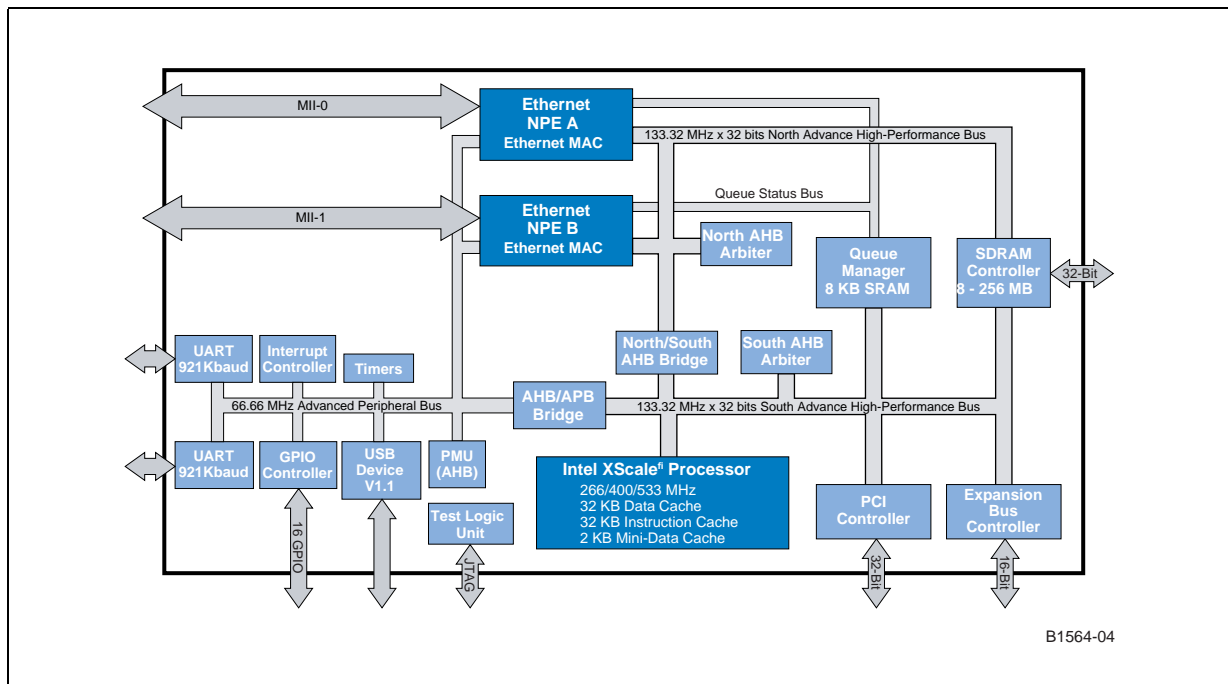 MII-0
Ethernet
NPE A
Ethernet MAC
133.32 MHz x 32 bits North Advance High-Performance Bus
Queue Status Bus
MII-1
Ethernet
NPE B
Ethernet MAC
North AHB
Arbiter
Queue
Manager
8 KB SRAM
SDRAM
Controller
8 - 256 MB
32-Bit
UART
921Kbaud
Interrupt
Controller
Timers
North/South
AHB Bridge
South AHB
Arbiter
66.66 MHz Advanced Peripheral Bus
AHB/APB
Bridge
133.32 MHz x 32 bits South Advance High-Performance Bus
UART
921Kbaud
GPIO
Controller
USB
Device
V1.1
PMU
(AHB)
Intel XScaleﬁ Processor
266/400/533 MHz
32 KB Data Cache
32 KB Instruction Cache
2 KB Mini-Data Cache
Test Logic
Unit
PCI
Controller
Expansion
Bus
Controller
16 GPIO
JTAG
32-Bit
16-Bit
B1564-04